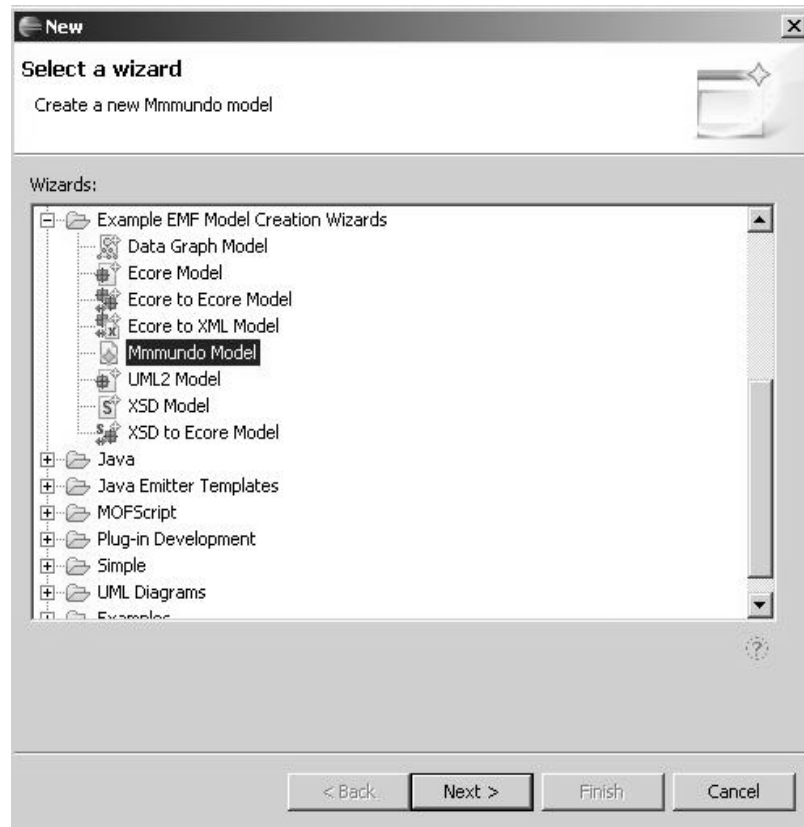 New
Select a wizard
Create a new Mmmundo model
Wizards:
Example EMF Model Creation Wizards
Data Graph Model
Ecore Model
Ecore to Ecore Model
Ecore to XML Model
Mmmundo Model
UML2 Model
XSD Model
XSD to Ecore Model
Java
Java Emitter Templates
MOFScript
Plug-in Development
Simple
UML Diagrams
Examples
< Back Next > Finish Cancel